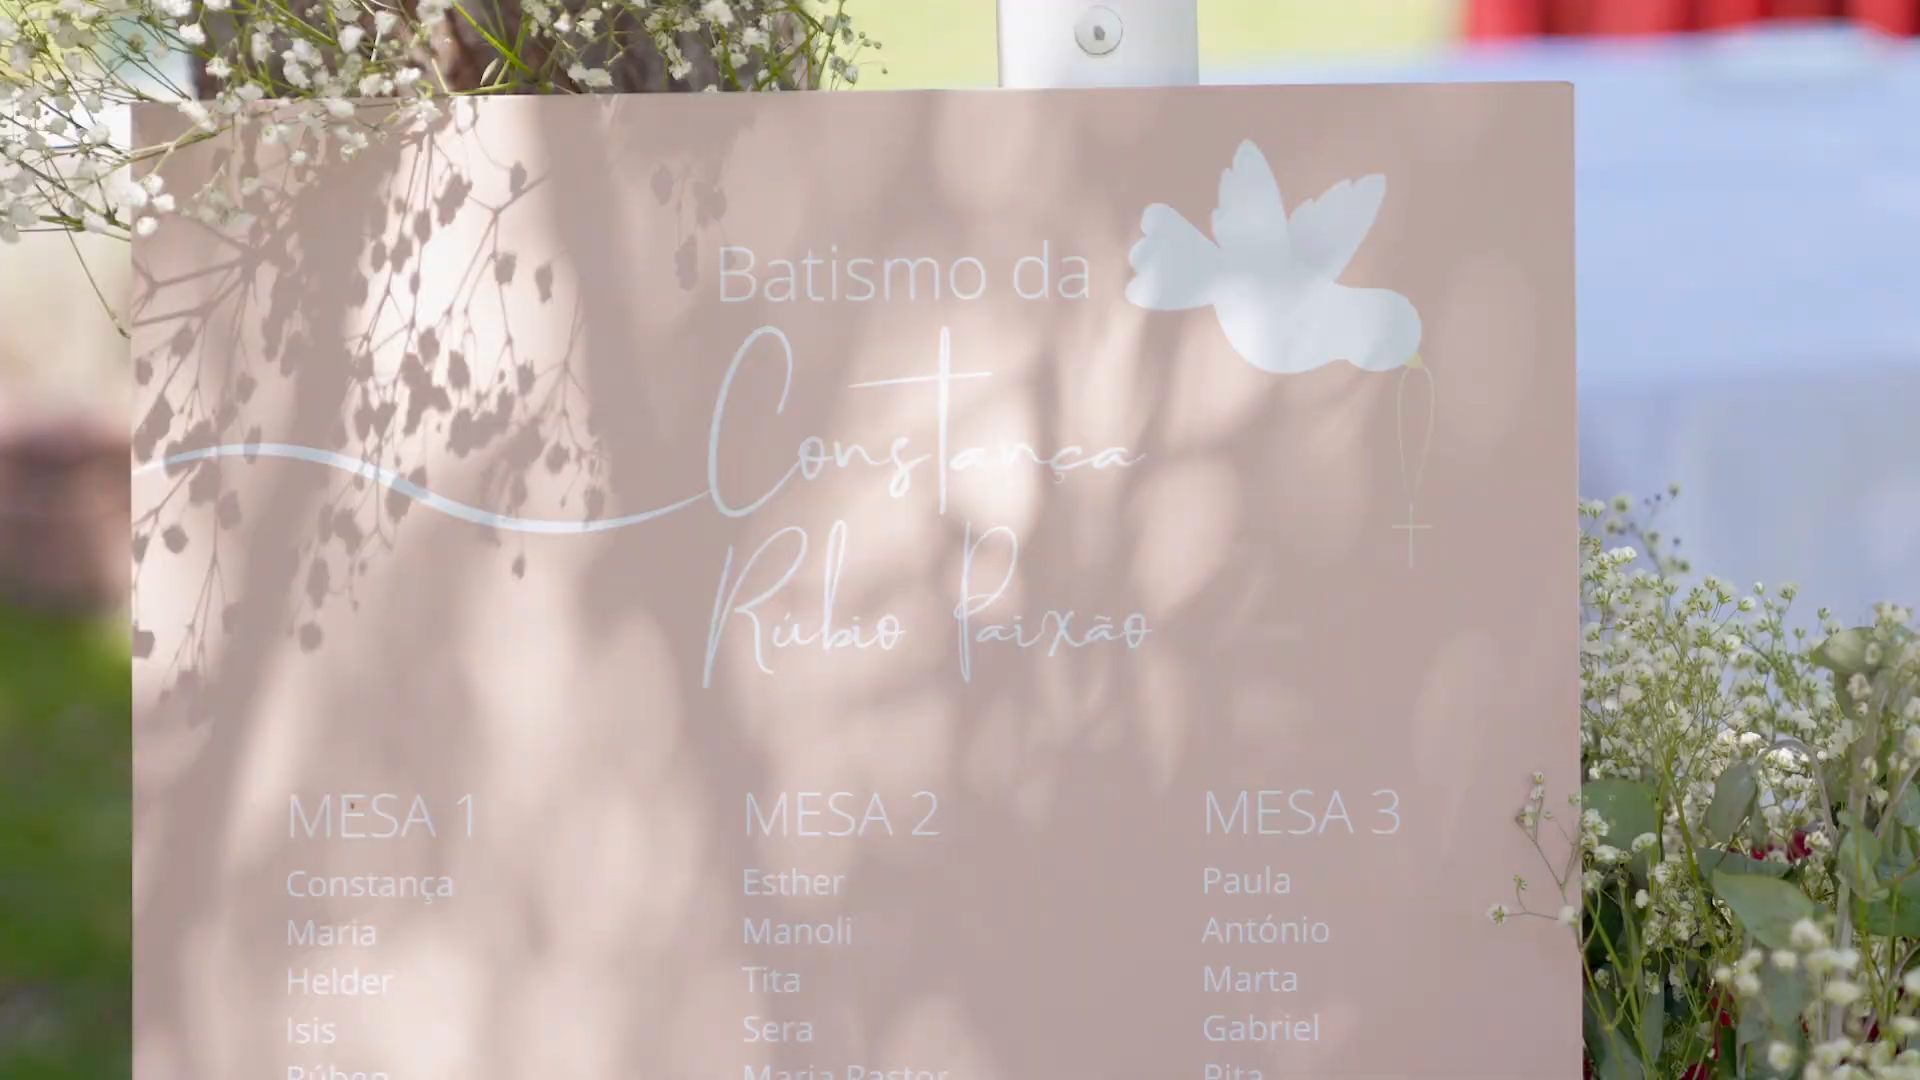 Batismo da
Constança
Rúbio Paixão
MESA 1
Constança
Maria
Helder
Isis
Rúben
MESA 2
Esther
Manoli
Tita
Sera
Maria Pastor
MESA 3
Paula
António
Marta
Gabriel
Rita